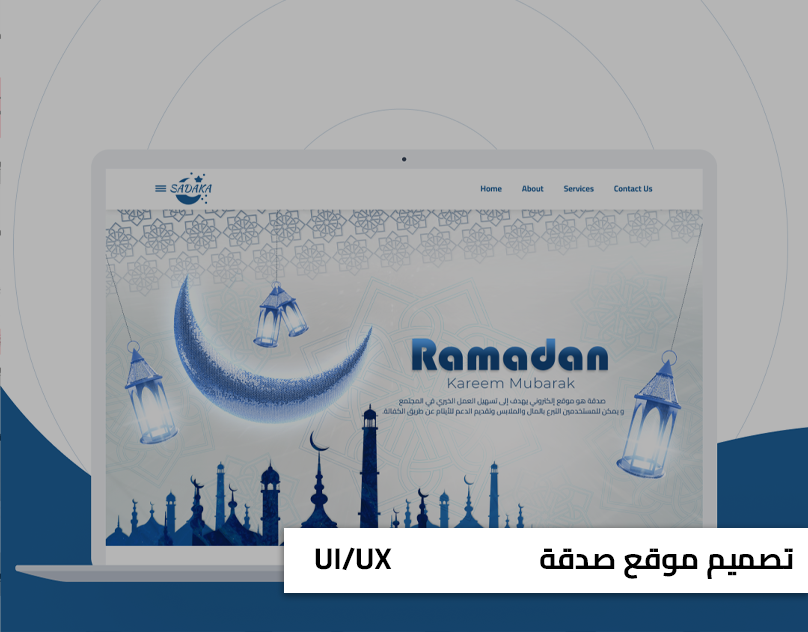 SADAKA
Home About Services Contact Us
Ramadan
Kareem Mubarak
صدقة هو موقع إلكتروني يهدف إلى تسهيل العمل الخيري في المجتمع
و يمكن للمستخدمين التبرع بالمال والملابس وتقديم الدعم للأيتام عن طريق الكفالة.
UI/UX
تصميم موقع صدقة